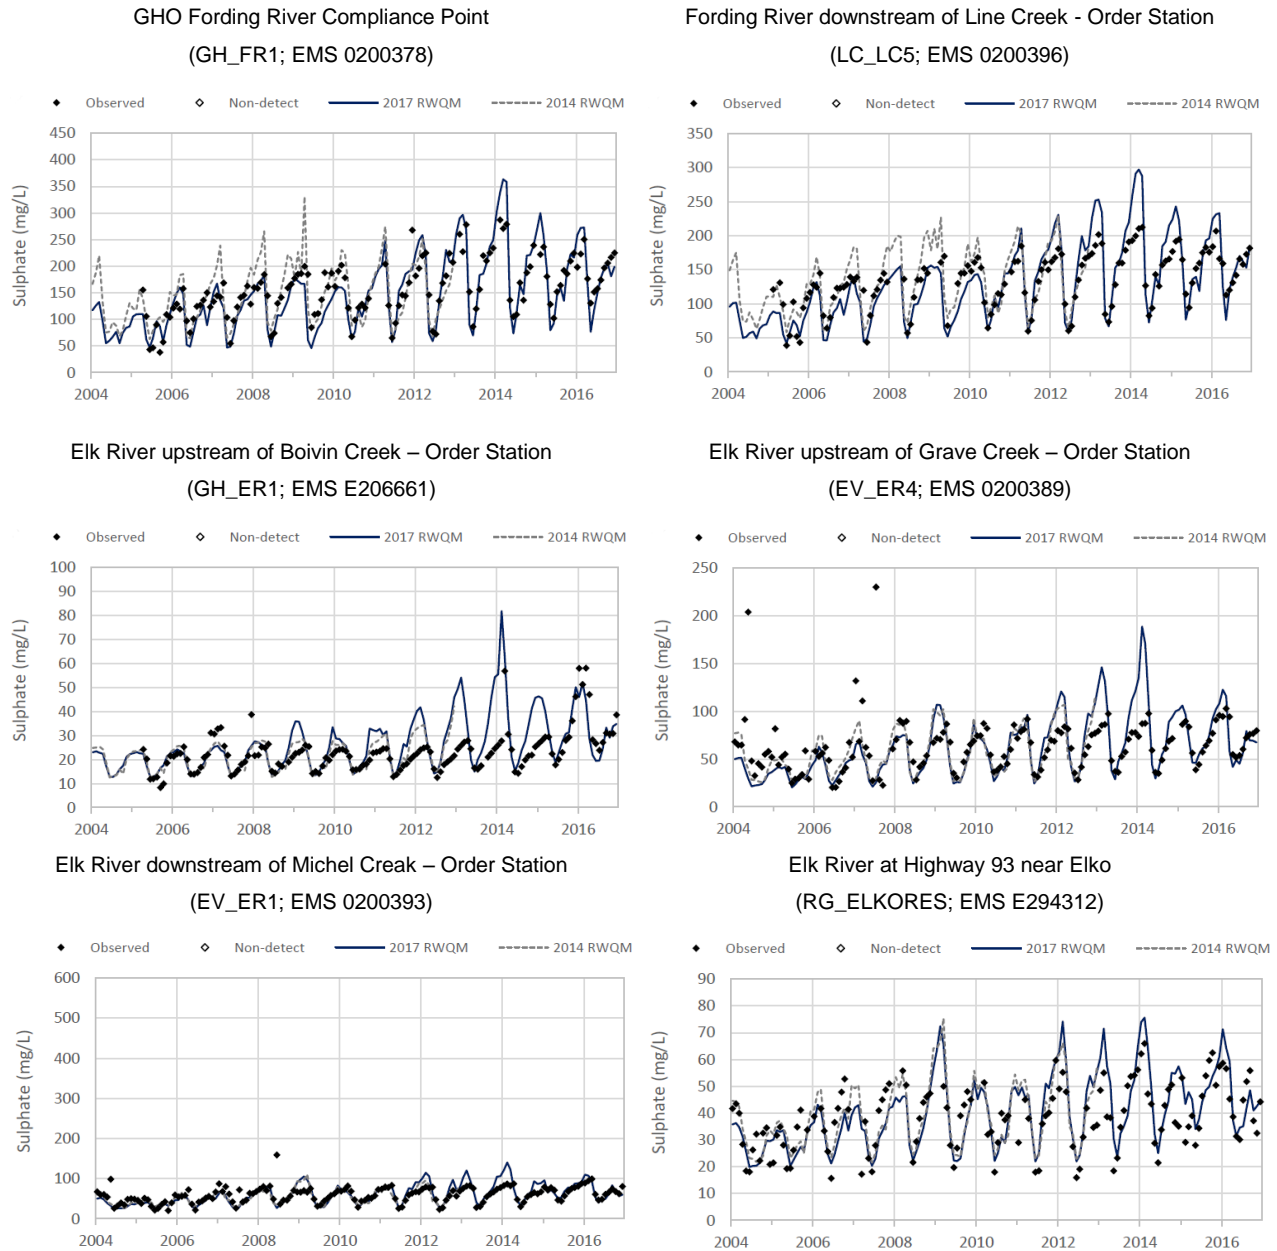 GHO Fording River Compliance Point
(GH_FR1; EMS 0200378)
Observed Non-detect 2017 RWQM 2014 RWQM
Sulphate (mg/L)
450
400
350
300
250
200
150
100
50
0
2004 2006 2008 2010 2012 2014 2016
Fording River downstream of Line Creek - Order Station
(LC_LC5; EMS 0200396)
Observed Non-detect 2017 RWQM 2014 RWQM
Sulphate (mg/L)
350
300
250
200
150
100
50
0
2004 2006 2008 2010 2012 2014 2016
Elk River upstream of Boivin Creek – Order Station
(GH_ER1; EMS E206661)
Observed Non-detect 2017 RWQM 2014 RWQM
Sulphate (mg/L)
100
90
80
70
60
50
40
30
20
10
0
2004 2006 2008 2010 2012 2014 2016
Elk River upstream of Grave Creek – Order Station
(EV_ER4; EMS 0200389)
Observed Non-detect 2017 RWQM 2014 RWQM
Sulphate (mg/L)
250
200
150
100
50
0
2004 2006 2008 2010 2012 2014 2016
Elk River downstream of Michel Creak – Order Station
(EV_ER1; EMS 0200393)
Observed Non-detect 2017 RWQM 2014 RWQM
Sulphate (mg/L)
600
500
400
300
200
100
0
2004 2006 2008 2010 2012 2014 2016
Elk River at Highway 93 near Elko
(RG_ELKORES; EMS E294312)
Observed Non-detect 2017 RWQM 2014 RWQM
Sulphate (mg/L)
90
80
70
60
50
40
30
20
10
0
2004 2006 2008 2010 2012 2014 2016